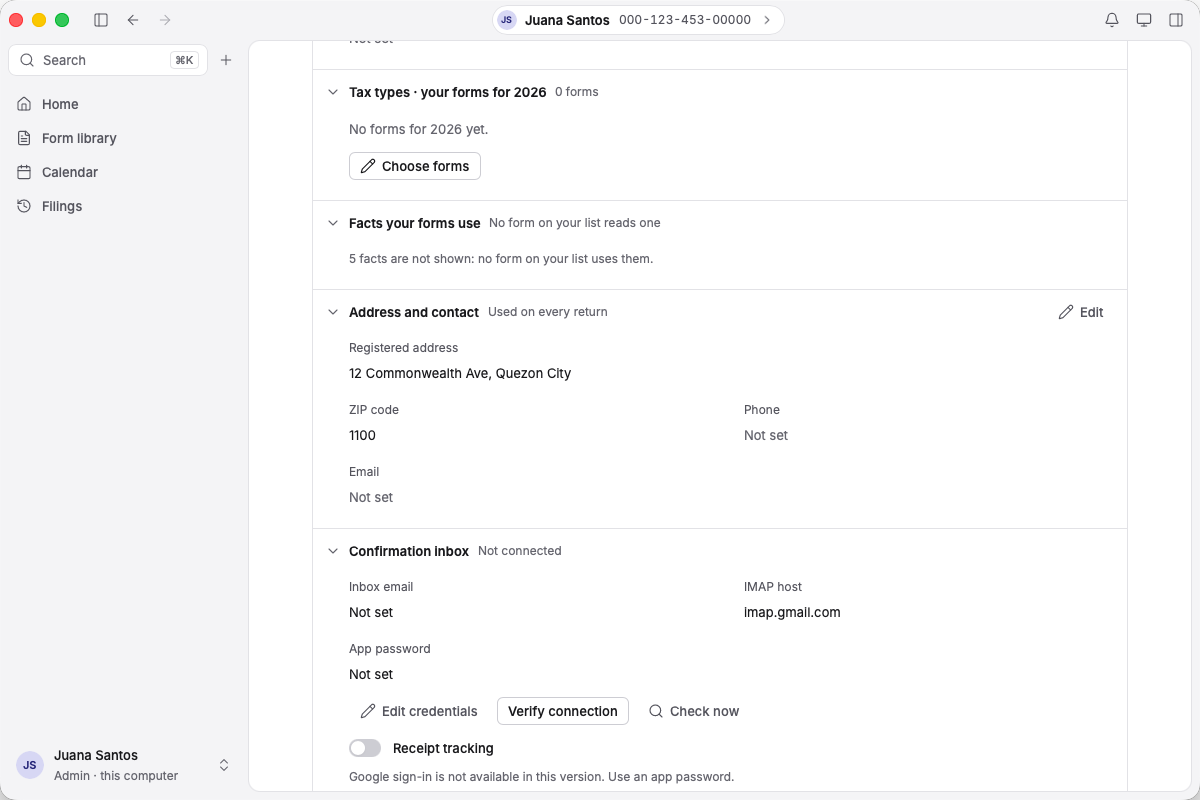 JS Juana Santos 000-123-453-00000
Search ⌘K
Home
Form library
Calendar
Filings
Not set
Tax types · your forms for 2026 0 forms
No forms for 2026 yet.
Choose forms
Facts your forms use No form on your list reads one
5 facts are not shown: no form on your list uses them.
Address and contact Used on every return Edit
Registered address
12 Commonwealth Ave, Quezon City
ZIP code Phone
1100 Not set
Email
Not set
Confirmation inbox Not connected
Inbox email IMAP host
Not set imap.gmail.com
App password
Not set
Edit credentials Verify connection Check now
Receipt tracking
Google sign-in is not available in this version. Use an app password.
JS Juana Santos
Admin · this computer